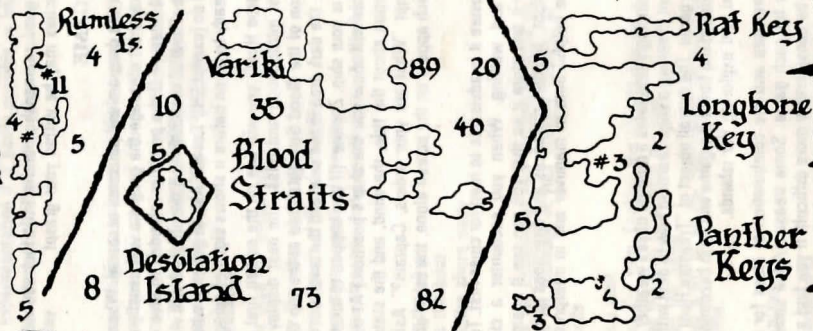 Rumless
Is.
4
2
#11
4
#
5
5
10
Variki
35
89
20
5
Rat Key
4
Longbone
Key
#3
2
40
5
Blood
Straits
5
Panther
Keys
Desolation
Island
8
73
82
3
3
2